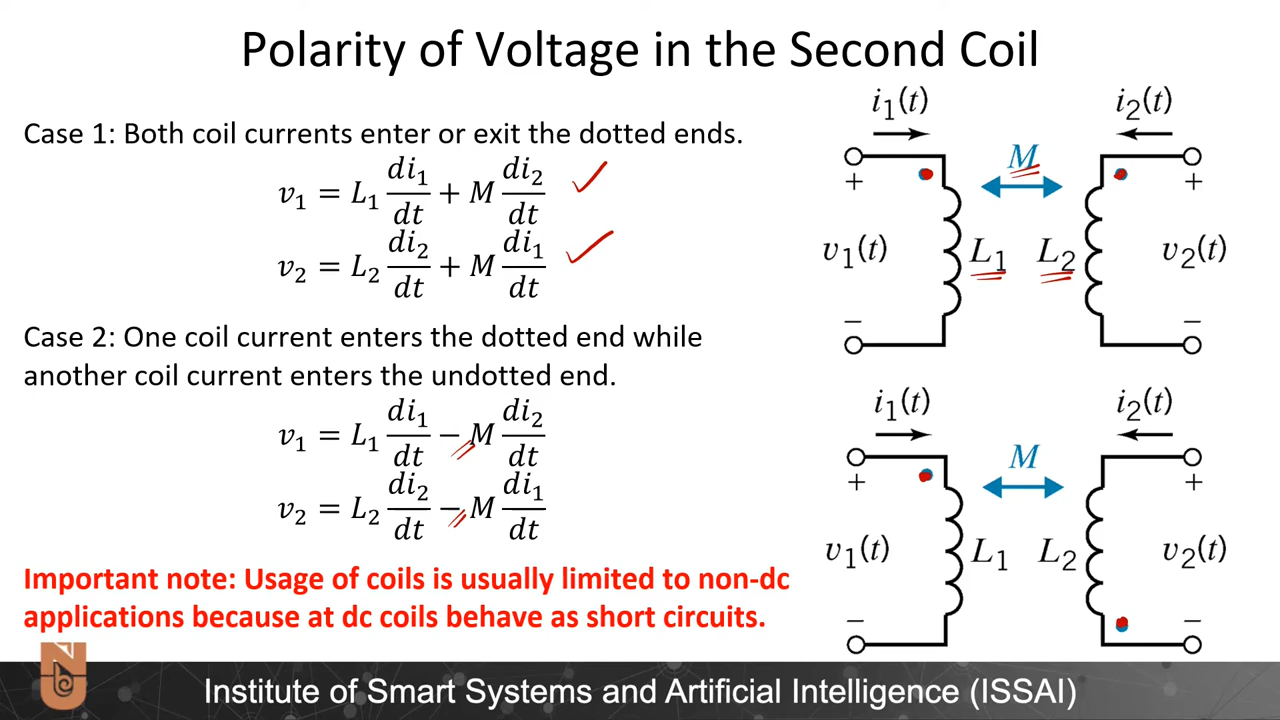 Polarity of Voltage in the Second Coil
Case 1: Both coil currents enter or exit the dotted ends.
v₁ = L₁ di₁/dt + M di₂/dt
v₂ = L₂ di₂/dt + M di₁/dt
Case 2: One coil current enters the dotted end while
another coil current enters the undotted end.
v₁ = L₁ di₁/dt − M di₂/dt
v₂ = L₂ di₂/dt − M di₁/dt
Important note: Usage of coils is usually limited to non-dc
applications because at dc coils behave as short circuits.
i₁(t) i₂(t)
M
+ +
v₁(t) L₁ L₂ v₂(t)
− −
i₁(t) i₂(t)
M
+ +
v₁(t) L₁ L₂ v₂(t)
− −
Institute of Smart Systems and Artificial Intelligence (ISSAI)